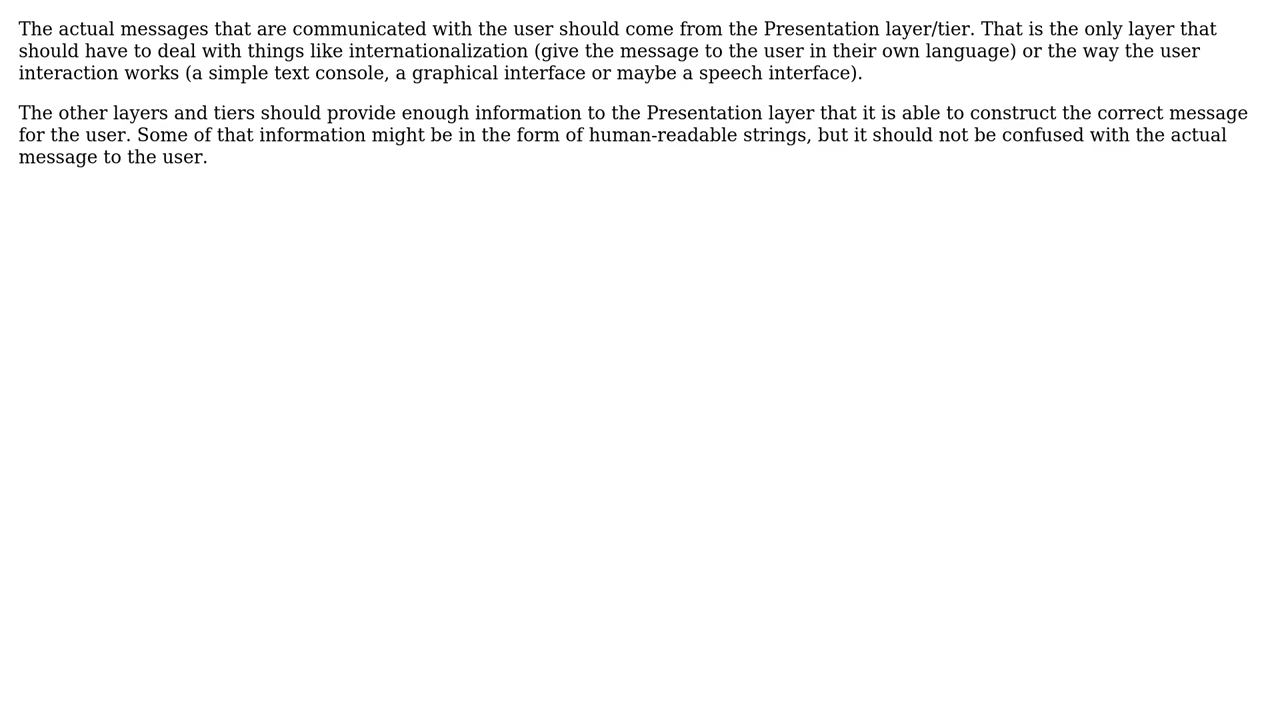 The actual messages that are communicated with the user should come from the Presentation layer/tier. That is the only layer that
should have to deal with things like internationalization (give the message to the user in their own language) or the way the user
interaction works (a simple text console, a graphical interface or maybe a speech interface).
The other layers and tiers should provide enough information to the Presentation layer that it is able to construct the correct message
for the user. Some of that information might be in the form of human-readable strings, but it should not be confused with the actual
message to the user.